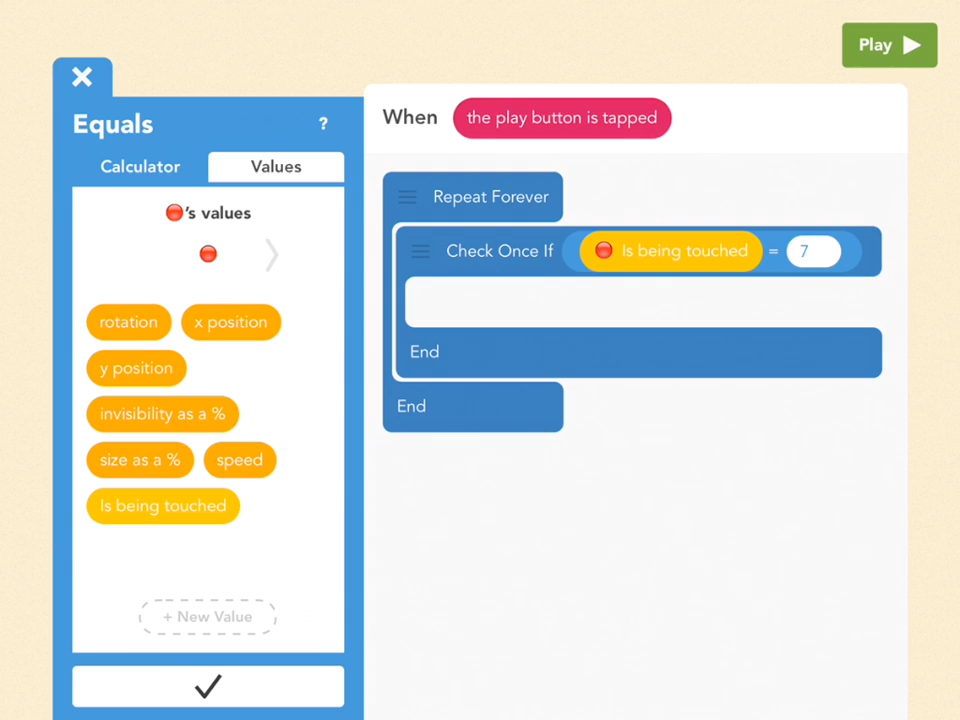 Play
Equals
?
Calculator
Values
's values
rotation
x position
y position
invisibility as a %
size as a %
speed
Is being touched
+ New Value
When the play button is tapped
Repeat Forever
Check Once If Is being touched = 7
End
End